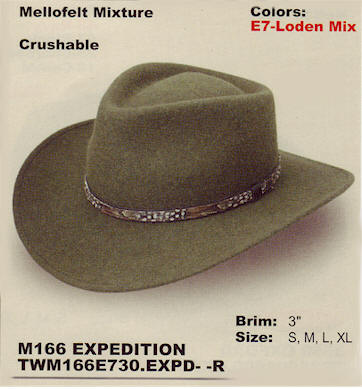 Mellofelt Mixture
Crushable
Colors:
E7-Loden Mix
Brim: 3"
Size: S, M, L, XL
M166 EXPEDITION
TWM166E730.EXPD- -R